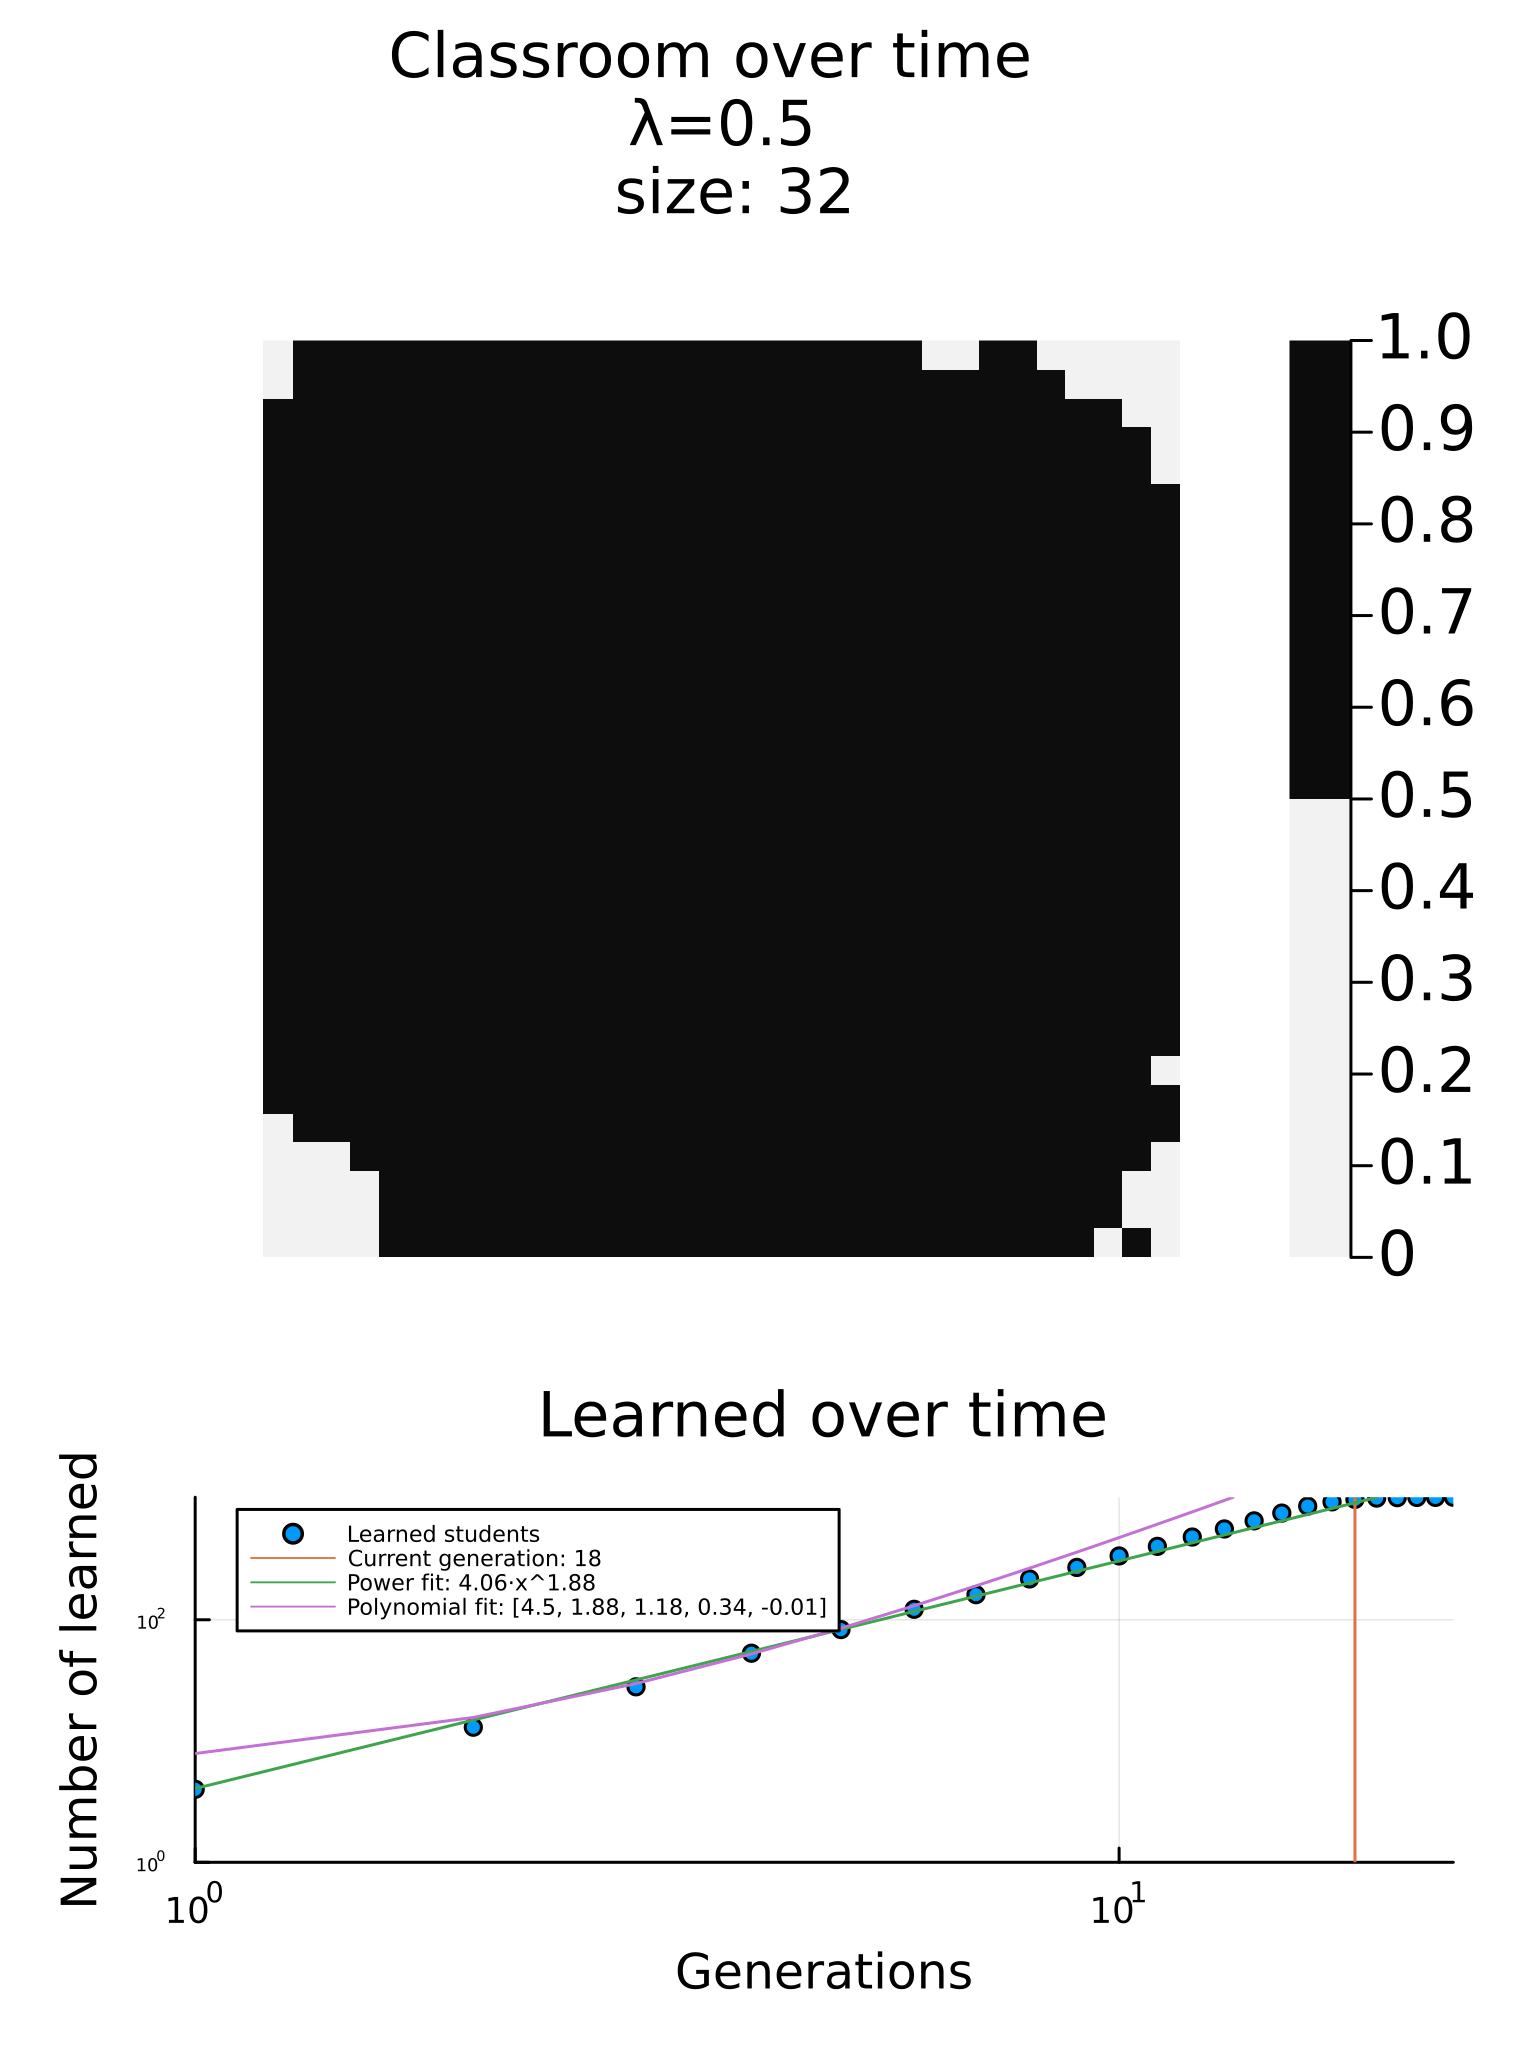 Classroom over time
λ=0.5
size: 32
1.0
0.9
0.8
0.7
0.6
0.5
0.4
0.3
0.2
0.1
0
Learned over time
Number of learned
Learned students
Current generation: 18
Power fit: 4.06·x^1.88
Polynomial fit: [4.5, 1.88, 1.18, 0.34, -0.01]
10²
10⁰
10⁰
10¹
Generations